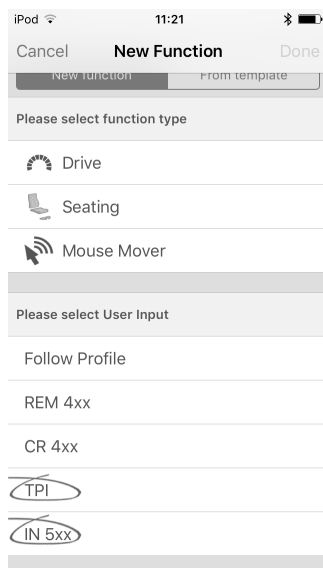 iPod 11:21
Cancel New Function Done
New function From template
Please select function type
Drive
Seating
Mouse Mover
Please select User Input
Follow Profile
REM 4xx
CR 4xx
TPI
IN 5xx